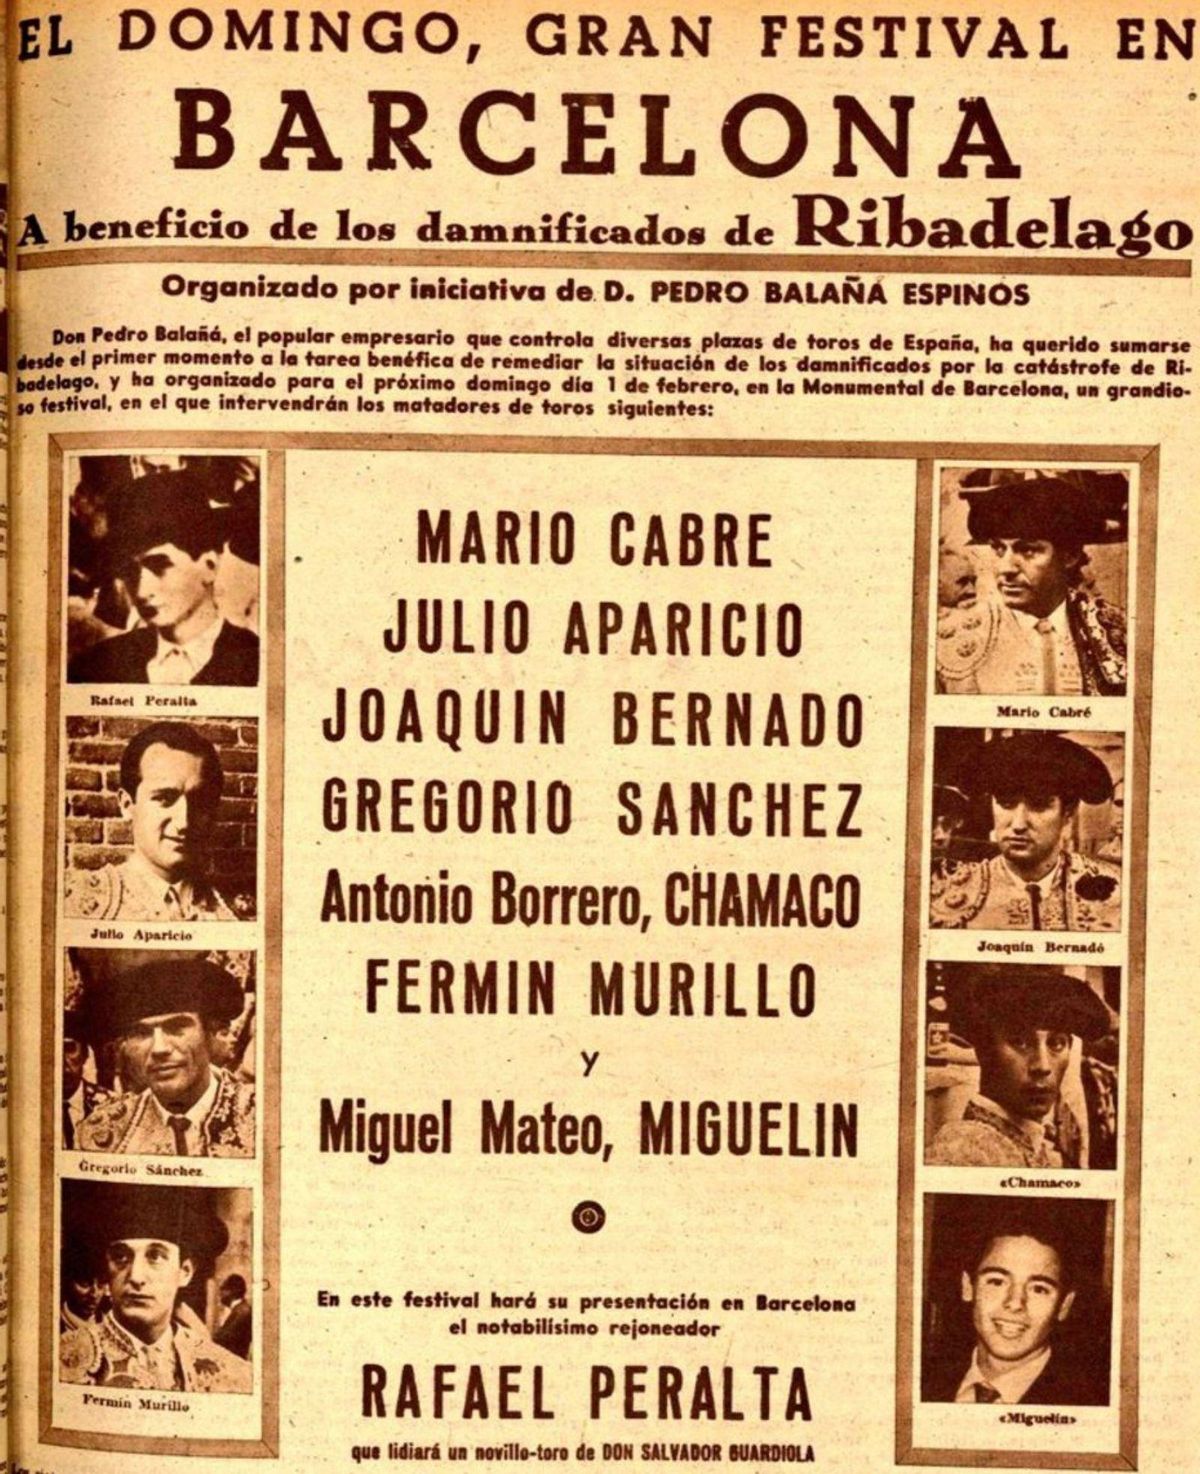 EL DOMINGO, GRAN FESTIVAL EN
BARCELONA
A beneficio de los damnificados de Ribadelago
Organizado por iniciativa de D. PEDRO BALAÑA ESPINOS
Don Pedro Balañá, el popular empresario que controla diversas plazas de toros de España, ha querido sumarse
desde el primer momento a la tarea benéfica de remediar la situación de los damnificados por la catástrofe de Ri-
badelago, y ha organizado para el próximo domingo día 1 de febrero, en la Monumental de Barcelona, un grandio-
so festival, en el que intervendrán los matadores de toros siguientes:
MARIO CABRE
JULIO APARICIO
JOAQUIN BERNADO
GREGORIO SANCHEZ
Antonio Borrero, CHAMACO
FERMIN MURILLO
y
Miguel Mateo, MIGUELIN
En este festival hará su presentación en Barcelona
el notabilísimo rejoneador
RAFAEL PERALTA
que lidiará un novillo-toro de DON SALVADOR GUARDIOLA
Rafael Peralta
Julio Aparicio
Gregorio Sánchez
Fermín Murillo
Mario Cabré
Joaquín Bernadó
«Chamaco»
«Miguelín»